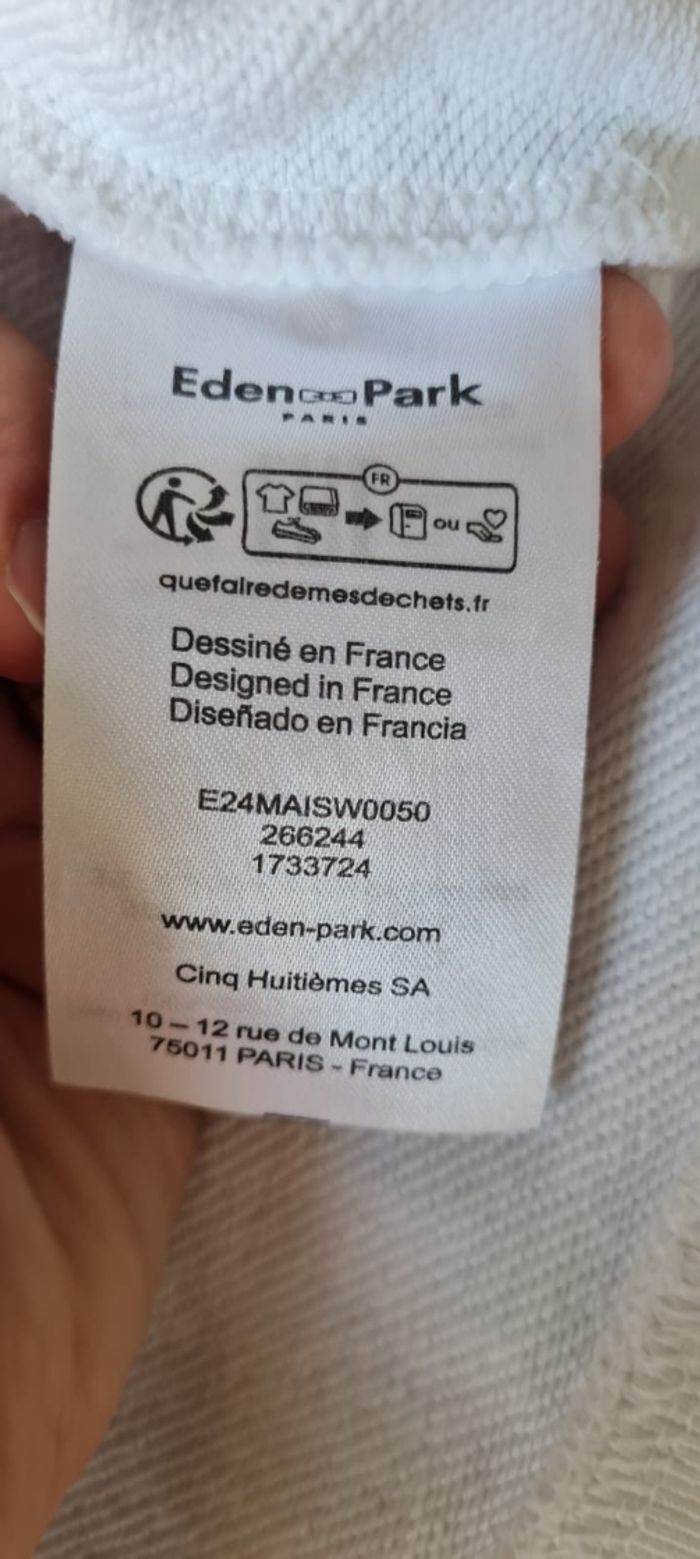 Eden Park
PARIS
FR
ou
quefairedemesdechets.fr
Dessiné en France
Designed in France
Diseñado en Francia
E24MAISW0050
266244
1733724
www.eden-park.com
Cinq Huitièmes SA
10 – 12 rue de Mont Louis
75011 PARIS - France